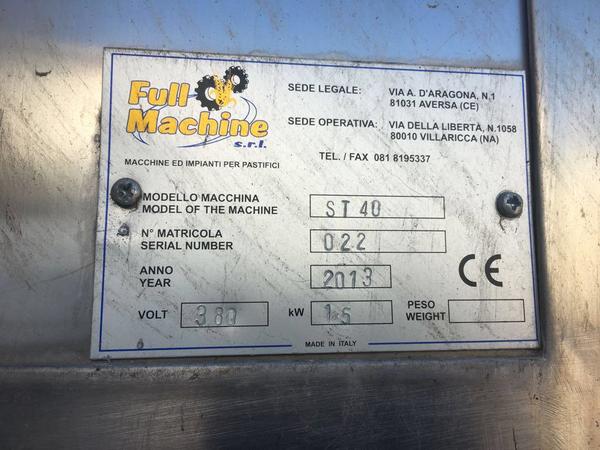 Full
Machine
s.r.l.
MACCHINE ED IMPIANTI PER PASTIFICI
SEDE LEGALE: VIA A. D'ARAGONA, N,1
81031 AVERSA (CE)
SEDE OPERATIVA: VIA DELLA LIBERTÀ, N.1058
80010 VILLARICCA (NA)
TEL. / FAX 081 8195337
MODELLO MACCHINA
MODEL OF THE MACHINE
ST 40
N° MATRICOLA
SERIAL NUMBER
022
ANNO
YEAR
2013
CE
VOLT 380 kW 1.5
PESO
WEIGHT
MADE IN ITALY